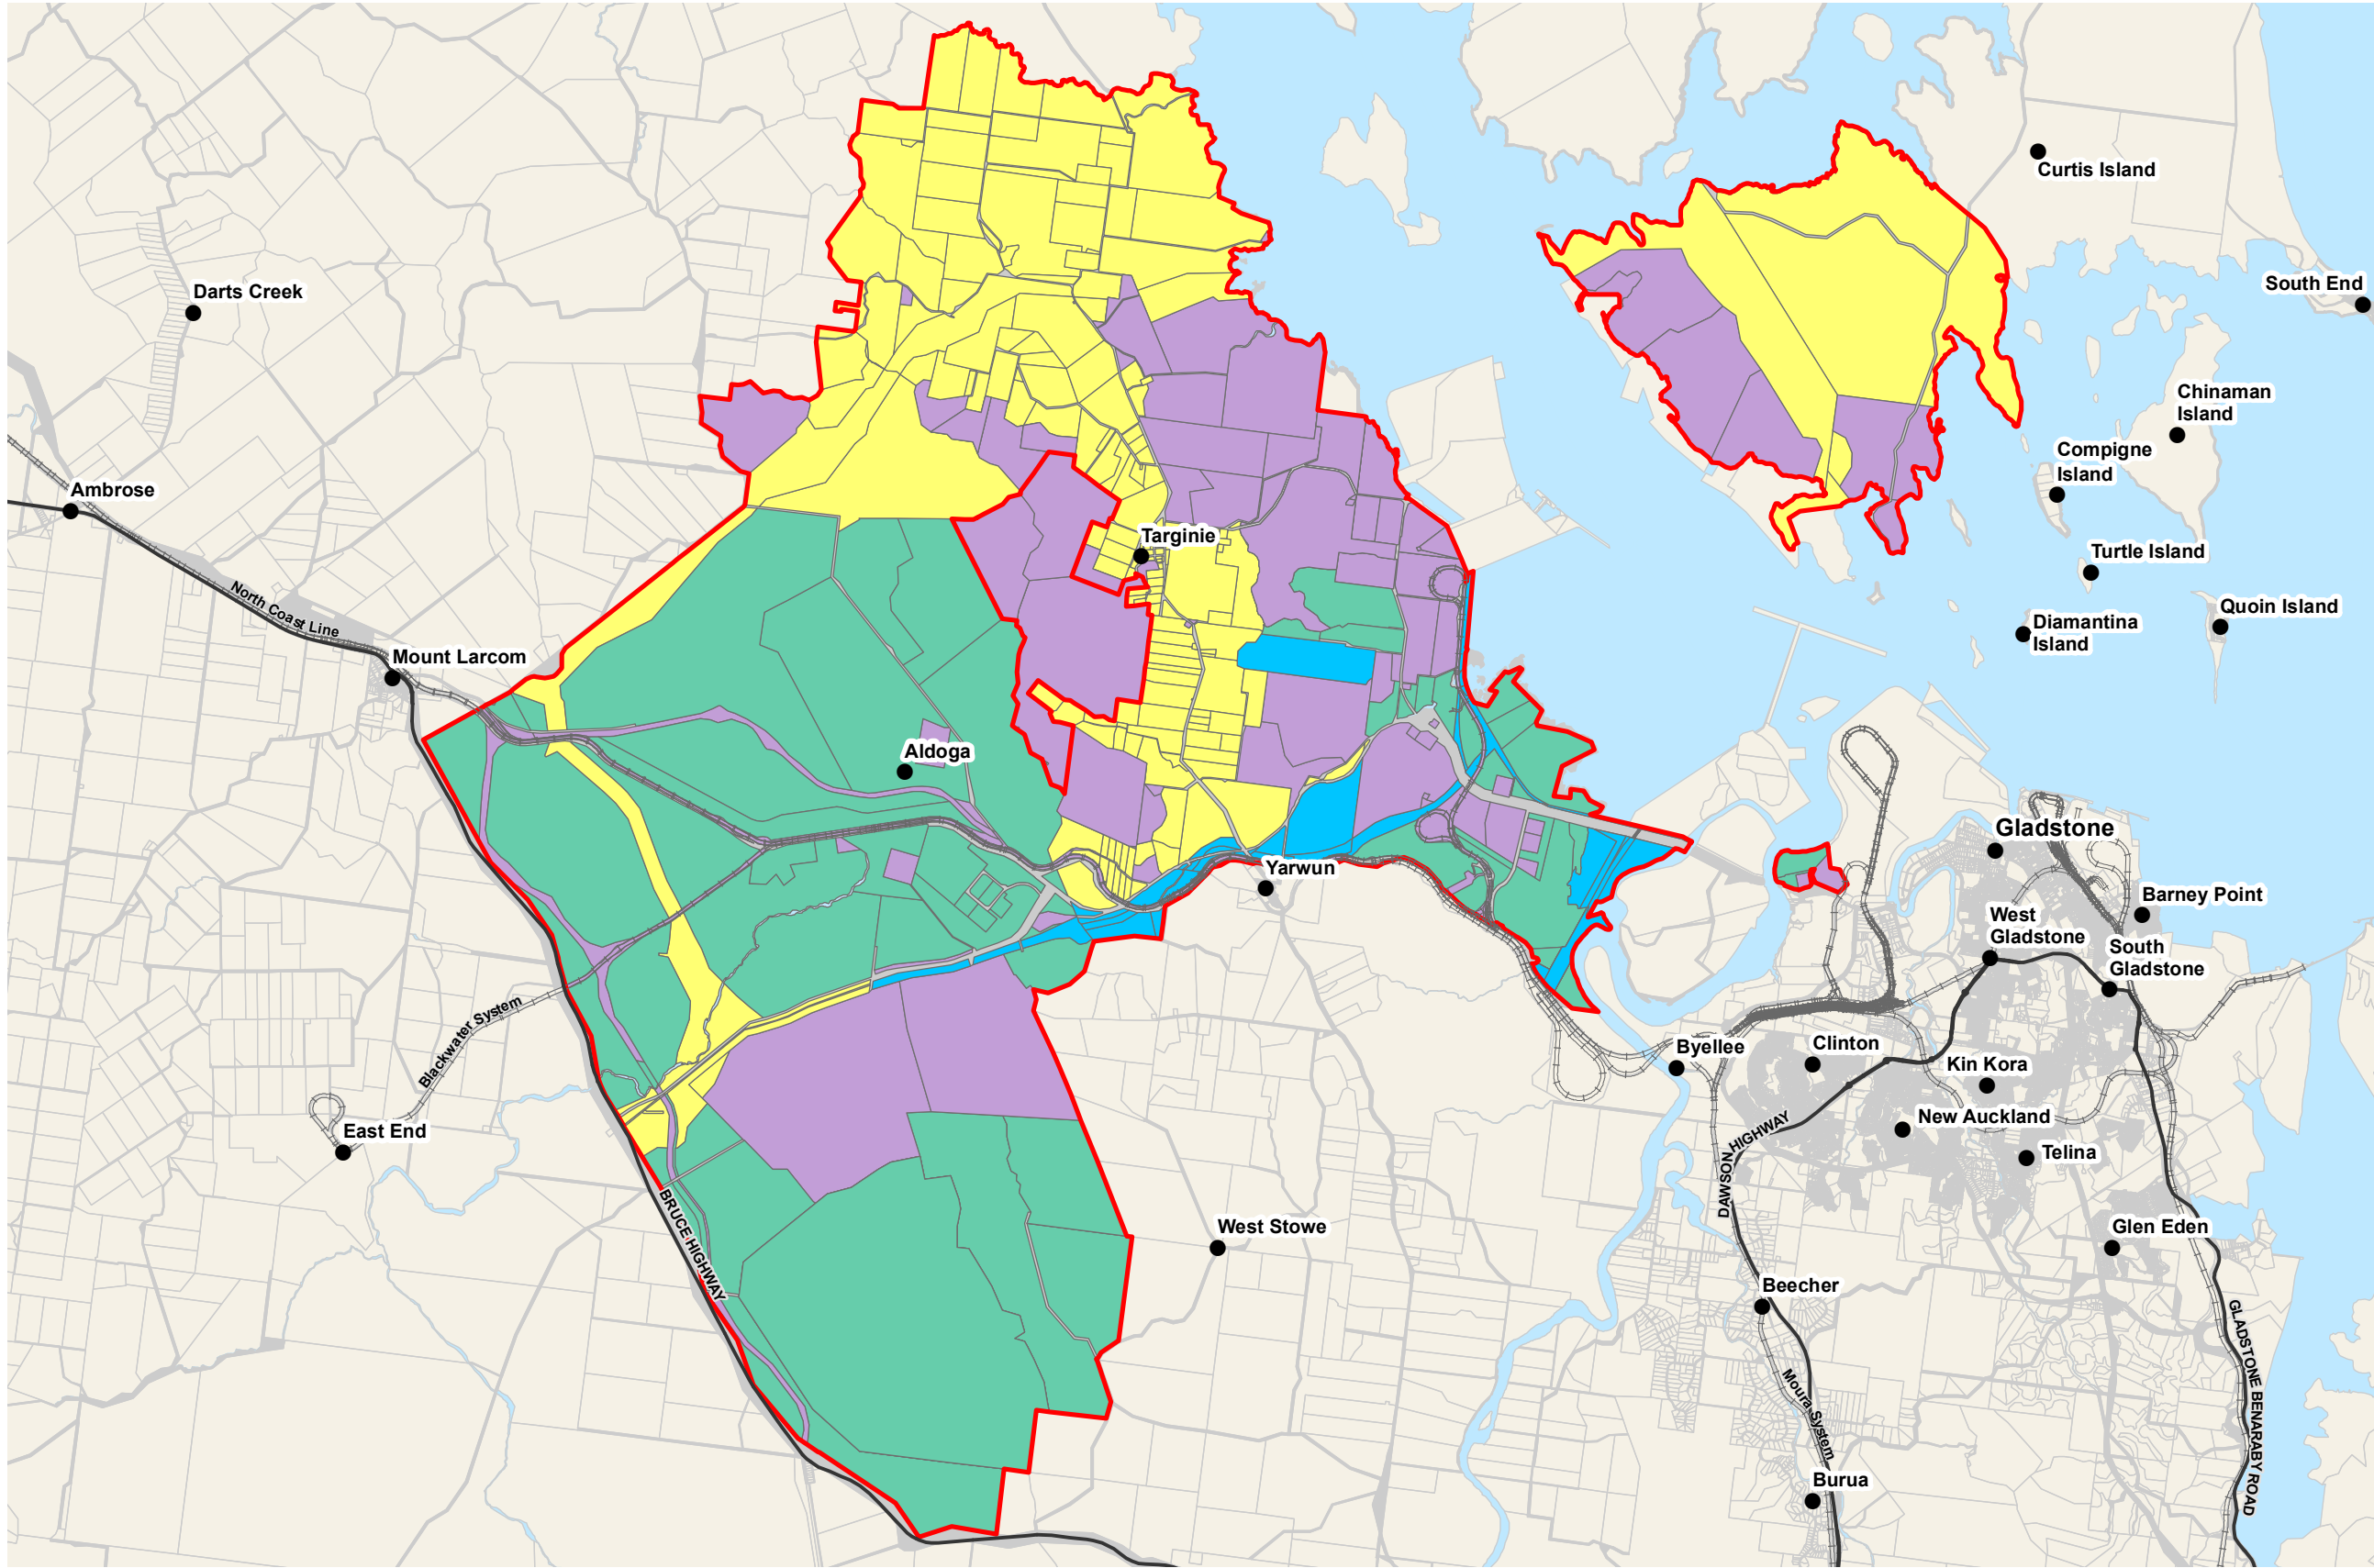 Curtis Island
South End
Darts Creek
Chinaman
Island
Compigne
Island
Ambrose
Targinie
Turtle Island
Quoin Island
North Coast Line
Diamantina
Island
Mount Larcom
Aldoga
Gladstone
Yarwun
Barney Point
West
Gladstone
South
Gladstone
Blackwater System
Byellee
Clinton
Kin Kora
New Auckland
East End
DAWSON HIGHWAY
Telina
BRUCE HIGHWAY
West Stowe
Glen Eden
Beecher
GLADSTONE BENARABY ROAD
Moura System
Burua